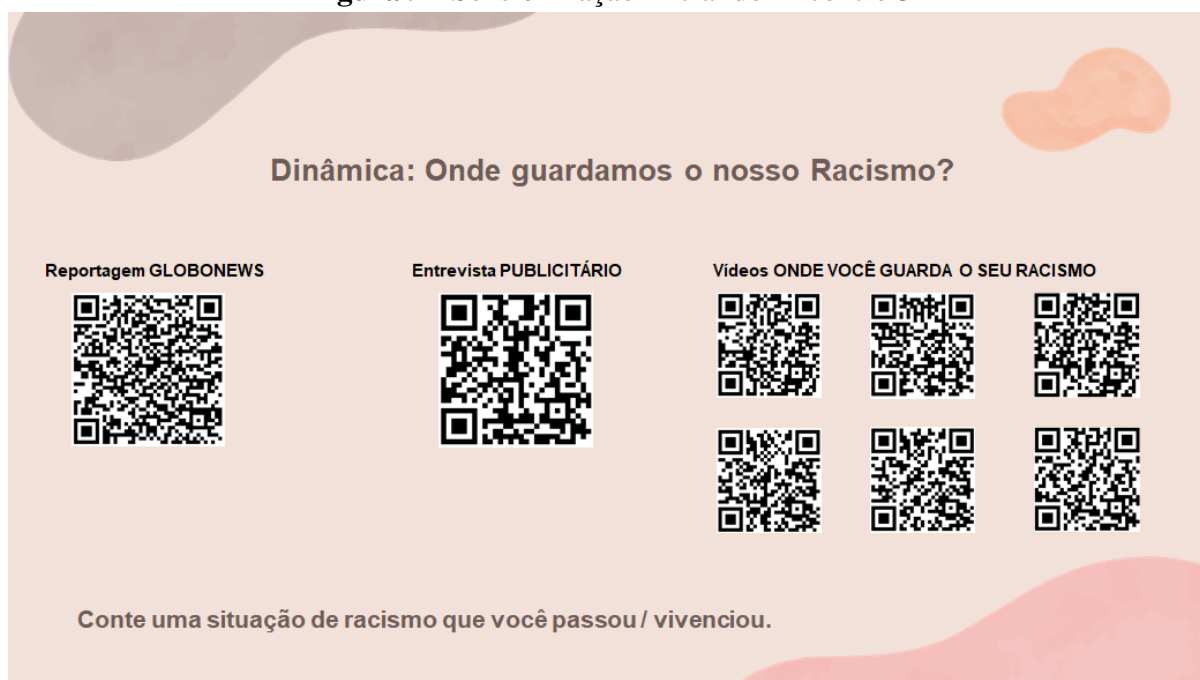 Dinâmica: Onde guardamos o nosso Racismo?
Reportagem GLOBONEWS
Entrevista PUBLICITÁRIO
Vídeos ONDE VOCÊ GUARDA O SEU RACISMO
Conte uma situação de racismo que você passou / vivenciou.